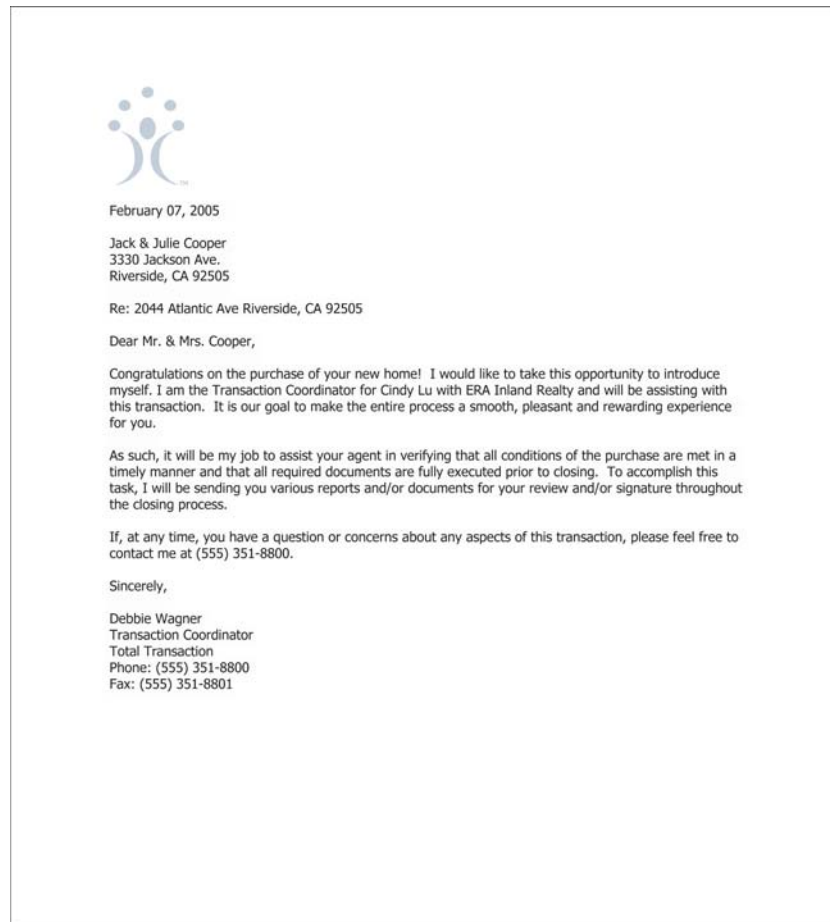 February 07, 2005
Jack & Julie Cooper
3330 Jackson Ave.
Riverside, CA 92505
Re: 2044 Atlantic Ave Riverside, CA 92505
Dear Mr. & Mrs. Cooper,
Congratulations on the purchase of your new home!  I would like to take this opportunity to introduce
myself. I am the Transaction Coordinator for Cindy Lu with ERA Inland Realty and will be assisting with
this transaction.  It is our goal to make the entire process a smooth, pleasant and rewarding experience
for you.
As such, it will be my job to assist your agent in verifying that all conditions of the purchase are met in a
timely manner and that all required documents are fully executed prior to closing.  To accomplish this
task, I will be sending you various reports and/or documents for your review and/or signature throughout
the closing process.
If, at any time, you have a question or concerns about any aspects of this transaction, please feel free to
contact me at (555) 351-8800.
Sincerely,
Debbie Wagner
Transaction Coordinator
Total Transaction
Phone: (555) 351-8800
Fax: (555) 351-8801